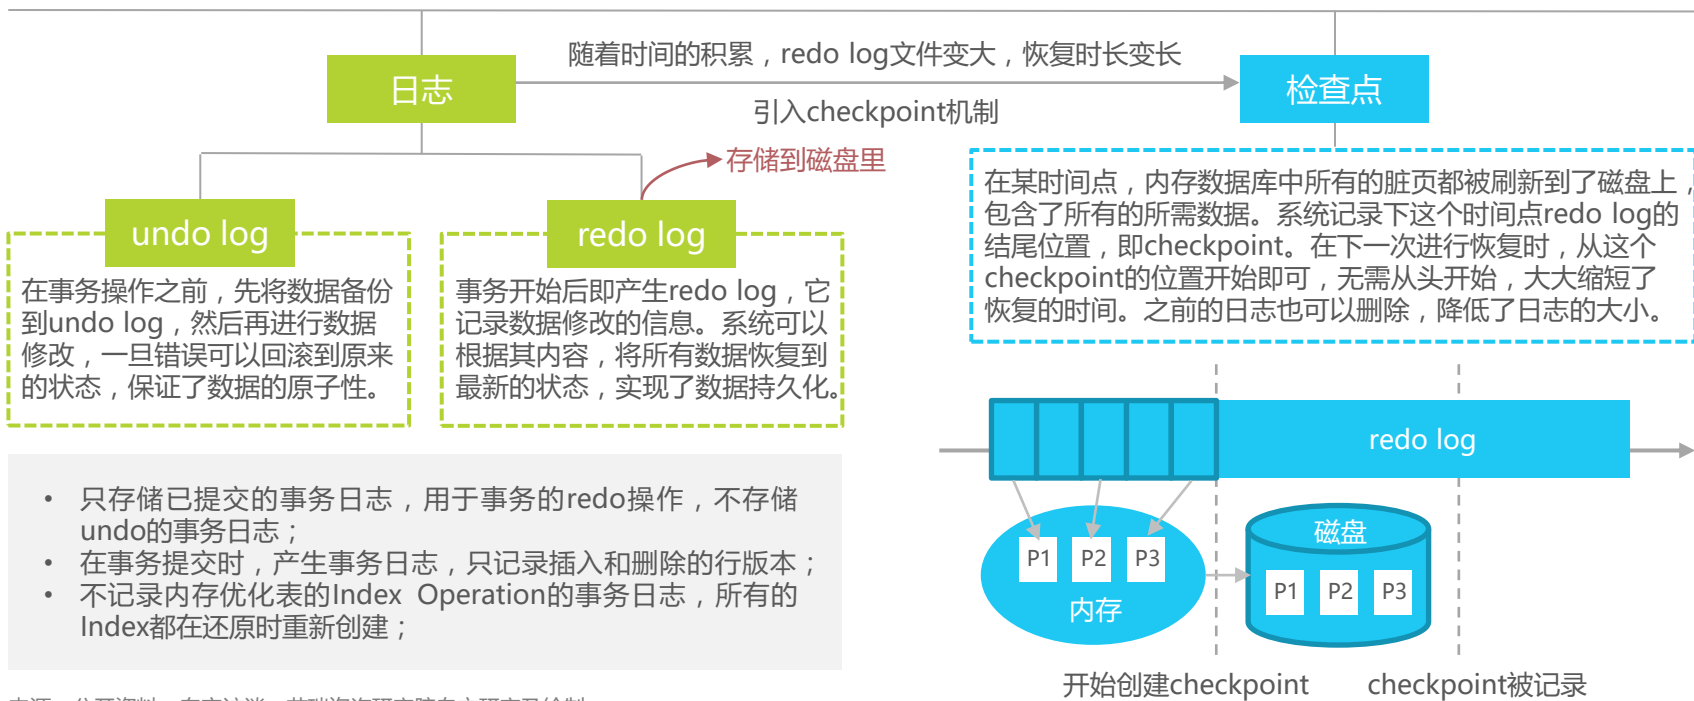 随着时间的积累，redo log文件变大，恢复时长变长
日志
检查点
引入checkpoint机制
存储到磁盘里
undo log
redo log
在事务操作之前，先将数据备份
到undo log，然后再进行数据
修改，一旦错误可以回滚到原来
的状态，保证了数据的原子性。
事务开始后即产生redo log，它
记录数据修改的信息。系统可以
根据其内容，将所有数据恢复到
最新的状态，实现了数据持久化。
在某时间点，内存数据库中所有的脏页都被刷新到了磁盘上，
包含了所有的所需数据。系统记录下这个时间点redo log的
结尾位置，即checkpoint。在下一次进行恢复时，从这个
checkpoint的位置开始即可，无需从头开始，大大缩短了
恢复的时间。之前的日志也可以删除，降低了日志的大小。
• 只存储已提交的事务日志，用于事务的redo操作，不存储
undo的事务日志；
• 在事务提交时，产生事务日志，只记录插入和删除的行版本；
• 不记录内存优化表的Index Operation的事务日志，所有的
Index都在还原时重新创建；
redo log
磁盘
P1 P2 P3
内存
P1 P2 P3
开始创建checkpoint
checkpoint被记录